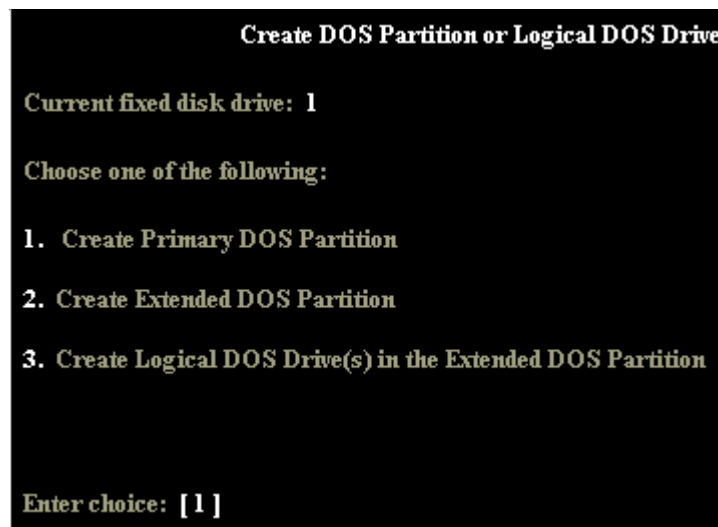 Create DOS Partition or Logical DOS Drive
Current fixed disk drive: 1
Choose one of the following:
1. Create Primary DOS Partition
2. Create Extended DOS Partition
3. Create Logical DOS Drive(s) in the Extended DOS Partition
Enter choice: [ 1 ]